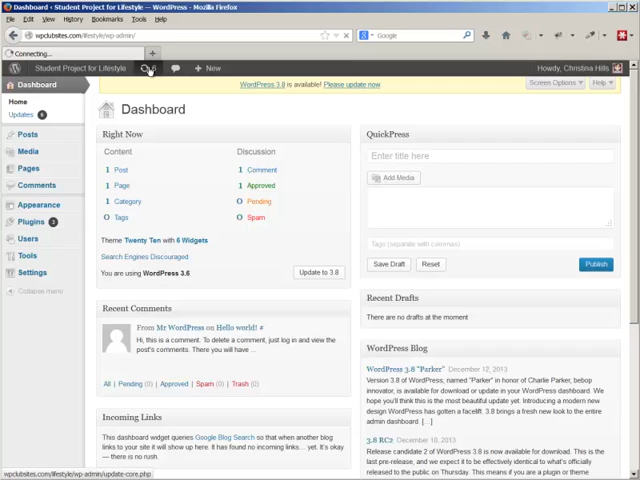 Dashboard ‹ Student Project for Lifestyle — WordPress - Mozilla Firefox
File Edit View History Bookmarks Tools Help
wpclubsites.com/lifestyle/wp-admin/
Google
Connecting...
Student Project for Lifestyle 6 + New Howdy, Christina Hills
Dashboard
Home
Updates 6
Posts
Media
Pages
Comments
Appearance
Plugins 3
Users
Tools
Settings
Collapse menu
WordPress 3.8 is available! Please update now
Screen Options
Help
Dashboard
Right Now
Content Discussion
1 Post 1 Comment
1 Page 1 Approved
1 Category 0 Pending
0 Tags 0 Spam
Theme Twenty Ten with 6 Widgets
Search Engines Discouraged
You are using WordPress 3.6.
Update to 3.8
Recent Comments
From Mr WordPress on Hello world! #
Hi, this is a comment. To delete a comment, just log in and view the
post's comments. There you will have ...
All | Pending (0) | Approved | Spam (0) | Trash (0)
Incoming Links
This dashboard widget queries Google Blog Search so that when another blog
links to your site it will show up here. It has found no incoming links... yet. It's okay
— there is no rush.
QuickPress
Enter title here
Add Media
Tags (separate with commas)
Save Draft
Reset
Publish
Recent Drafts
There are no drafts at the moment
WordPress Blog
WordPress 3.8 "Parker" December 12, 2013
Version 3.8 of WordPress, named "Parker" in honor of Charlie Parker, bebop
innovator, is available for download or update in your WordPress dashboard. We
hope you'll think this is the most beautiful update yet. Introducing a modern new
design WordPress has gotten a facelift. 3.8 brings a fresh new look to the entire
admin dashboard. [...]
3.8 RC2 December 10, 2013
Release candidate 2 of WordPress 3.8 is now available for download. This is the
last pre-release, and we expect it to be effectively identical to what's officially
released to the public on Thursday. This means if you are a plugin or theme
wpclubsites.com/lifestyle/wp-admin/update-core.php